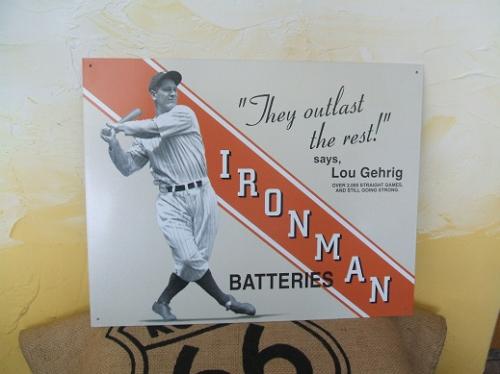 "They outlast
the rest!"
says,
Lou Gehrig
OVER 2,000 STRAIGHT GAMES,
AND STILL GOING STRONG.
IRONMAN
BATTERIES
66